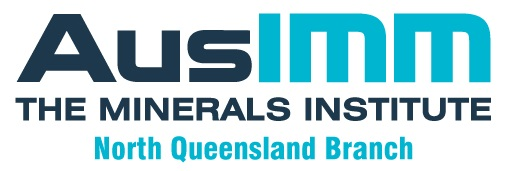 AusIMM
THE MINERALS INSTITUTE
North Queensland Branch